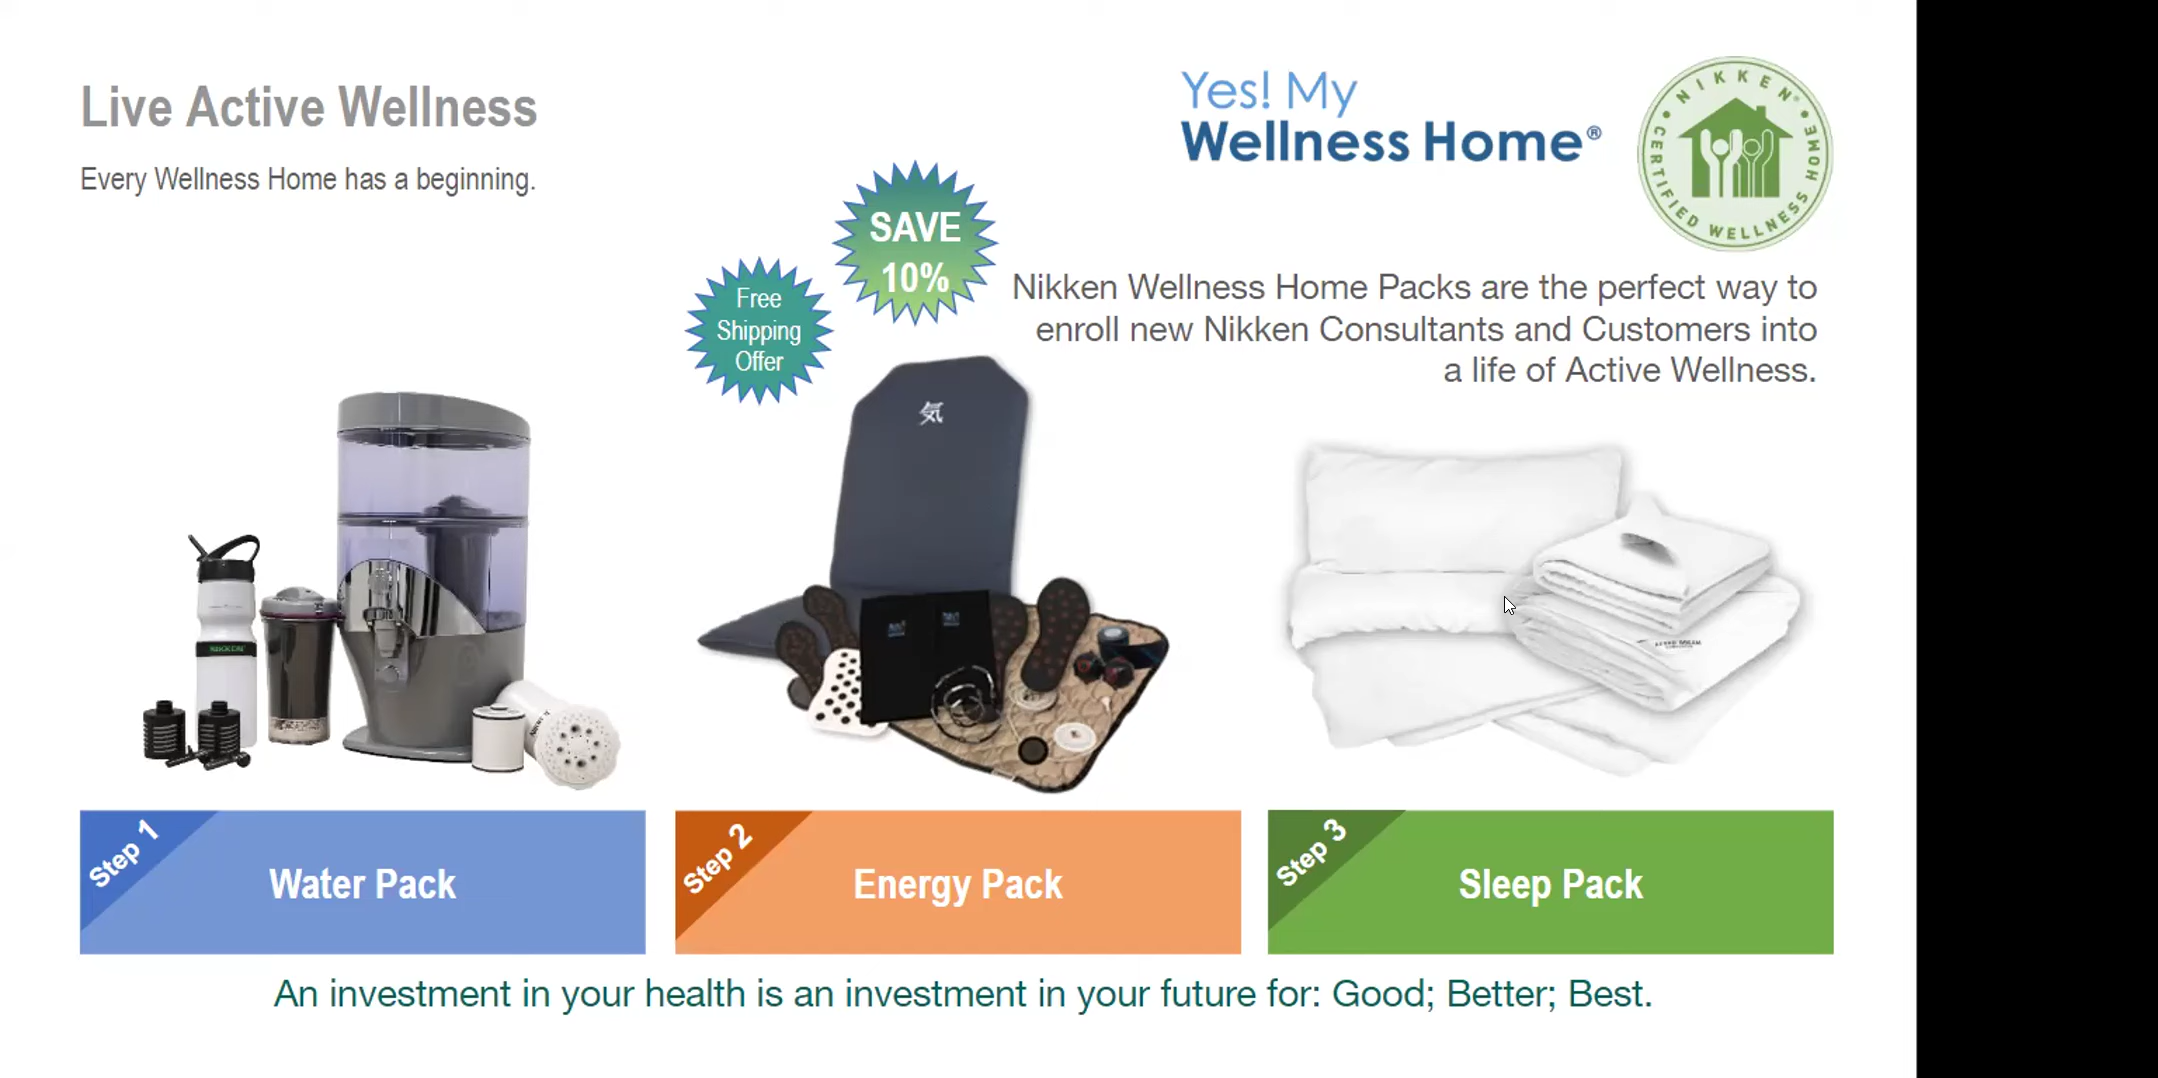 Live Active Wellness
Every Wellness Home has a beginning.
Yes! My
Wellness Home®
NIKKEN®
CERTIFIED WELLNESS HOME
SAVE
10%
Free
Shipping
Offer
Nikken Wellness Home Packs are the perfect way to
enroll new Nikken Consultants and Customers into
a life of Active Wellness.
気
NIKKEN
Step 1
Water Pack
Step 2
Energy Pack
Step 3
Sleep Pack
An investment in your health is an investment in your future for: Good; Better; Best.